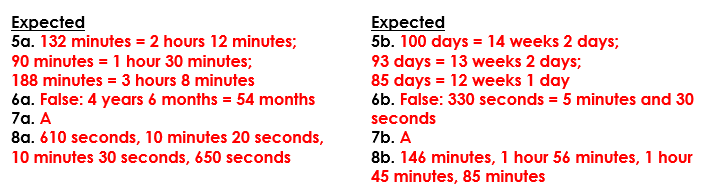 Expected
5a. 132 minutes = 2 hours 12 minutes;
90 minutes = 1 hour 30 minutes;
188 minutes = 3 hours 8 minutes
6a. False: 4 years 6 months = 54 months
7a. A
8a. 610 seconds, 10 minutes 20 seconds,
10 minutes 30 seconds, 650 seconds
Expected
5b. 100 days = 14 weeks 2 days;
93 days = 13 weeks 2 days;
85 days = 12 weeks 1 day
6b. False: 330 seconds = 5 minutes and 30
seconds
7b. A
8b. 146 minutes, 1 hour 56 minutes, 1 hour
45 minutes, 85 minutes